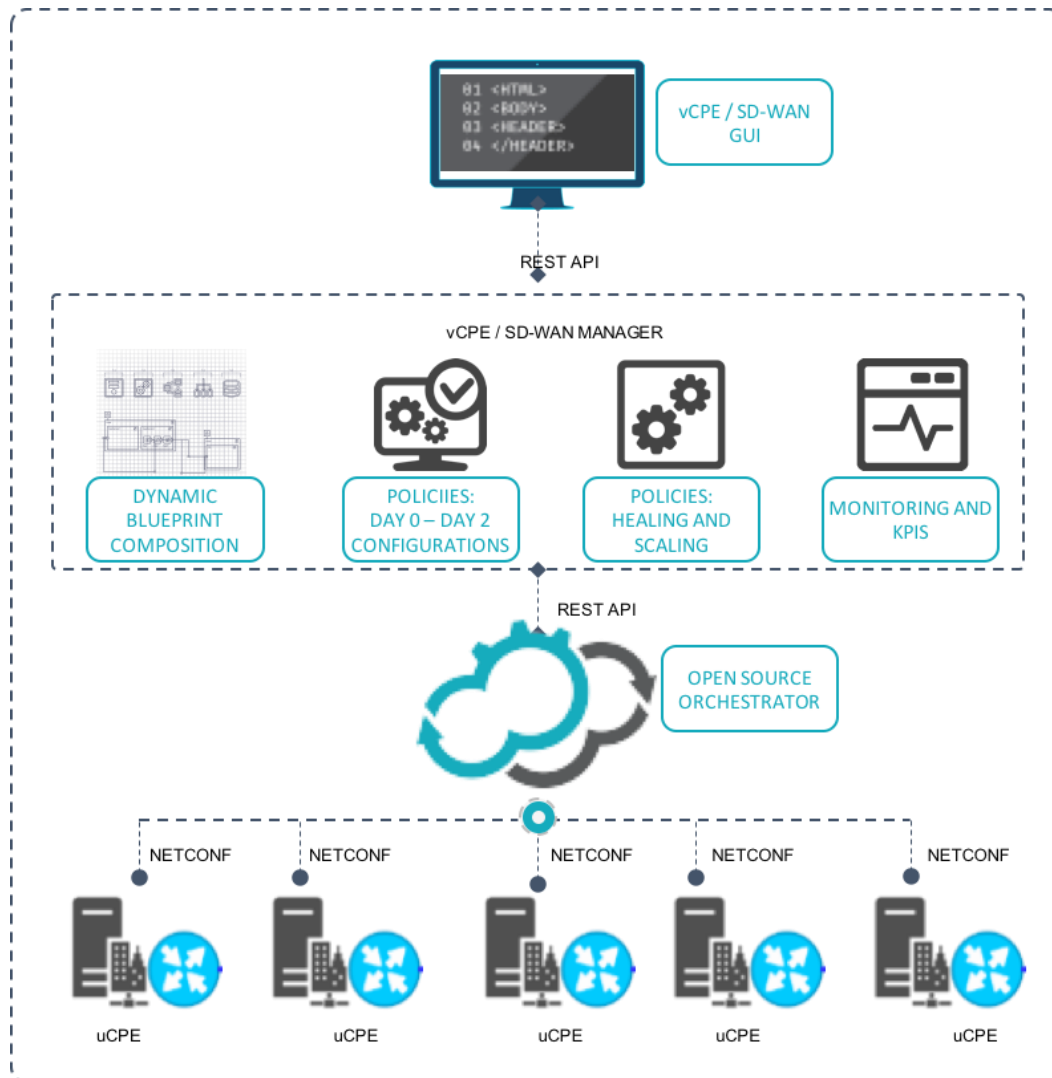 01 <HTML>
02 <BODY>
03 <HEADER>
04 </HEADER>
vCPE / SD-WAN
GUI
REST API
vCPE / SD-WAN MANAGER
DYNAMIC
BLUEPRINT
COMPOSITION
POLICIIES:
DAY 0 – DAY 2
CONFIGURATIONS
POLICIES:
HEALING AND
SCALING
MONITORING AND
KPIS
REST API
OPEN SOURCE
ORCHESTRATOR
NETCONF
NETCONF
NETCONF
NETCONF
NETCONF
uCPE
uCPE
uCPE
uCPE
uCPE